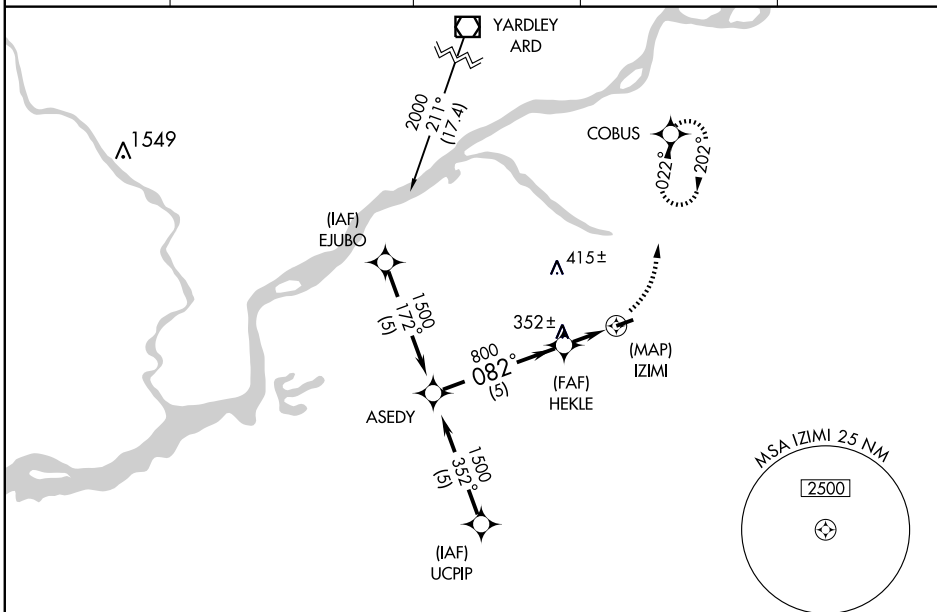 YARDLEY
ARD
2000
211°
(17.4)
1549
COBUS
022°
202°
(IAF)
EJUBO
415±
1500
172°
(5)
352±
(MAP)
IZIMI
800
082°
(5)
(FAF)
HEKLE
ASEDY
1500
352°
(5)
(IAF)
UCPIP
MSA IZIMI 25 NM
2500